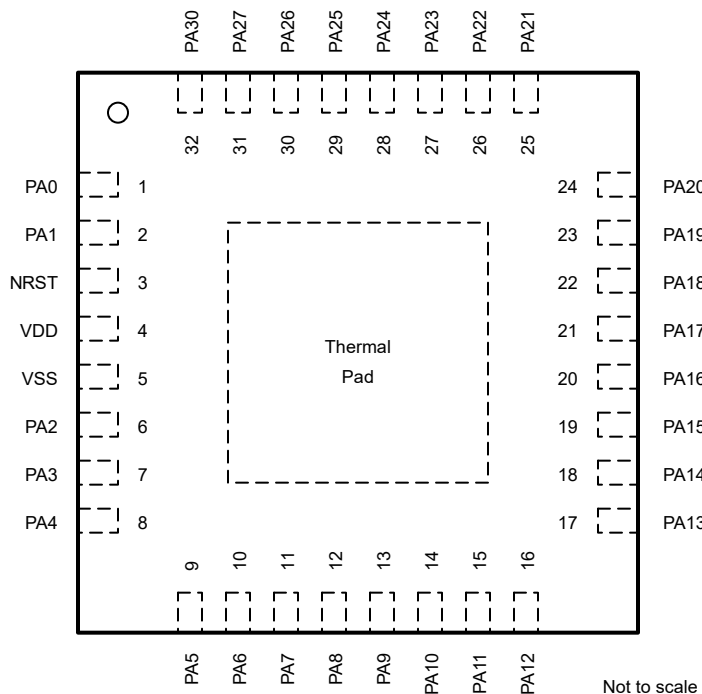 PA30 PA27 PA26 PA25 PA24 PA23 PA22 PA21
32 31 30 29 28 27 26 25
PA0 1 24 PA20
PA1 2 23 PA19
NRST 3 22 PA18
VDD 4 21 PA17
VSS 5 20 PA16
PA2 6 19 PA15
PA3 7 18 PA14
PA4 8 17 PA13
Thermal
Pad
9 10 11 12 13 14 15 16
PA5 PA6 PA7 PA8 PA9 PA10 PA11 PA12
Not to scale